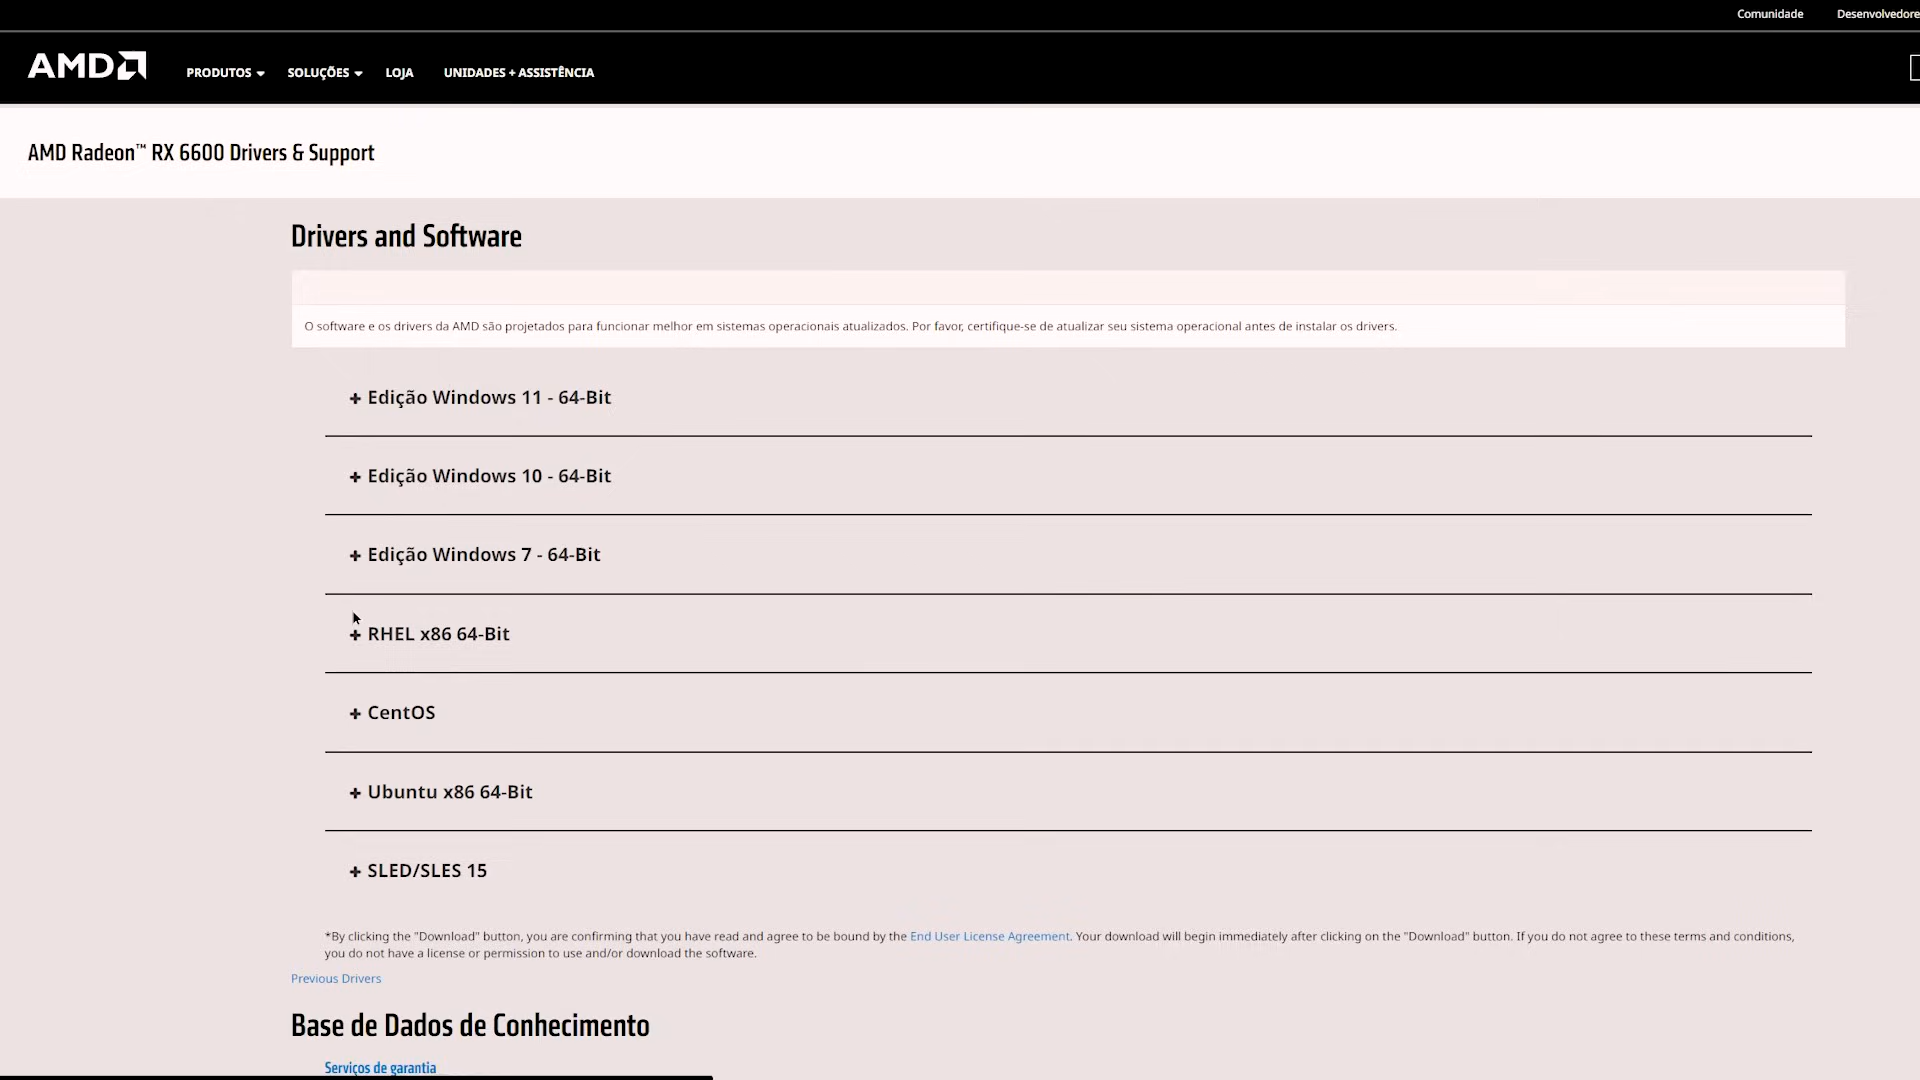 Comunidade Desenvolvedore
AMD PRODUTOS SOLUÇÕES LOJA UNIDADES + ASSISTÊNCIA
AMD Radeon™ RX 6600 Drivers & Support
Drivers and Software
O software e os drivers da AMD são projetados para funcionar melhor em sistemas operacionais atualizados. Por favor, certifique-se de atualizar seu sistema operacional antes de instalar os drivers.
+ Edição Windows 11 - 64-Bit
+ Edição Windows 10 - 64-Bit
+ Edição Windows 7 - 64-Bit
+ RHEL x86 64-Bit
+ CentOS
+ Ubuntu x86 64-Bit
+ SLED/SLES 15
*By clicking the "Download" button, you are confirming that you have read and agree to be bound by the End User License Agreement. Your download will begin immediately after clicking on the "Download" button. If you do not agree to these terms and conditions,
you do not have a license or permission to use and/or download the software.
Previous Drivers
Base de Dados de Conhecimento
Serviços de garantia